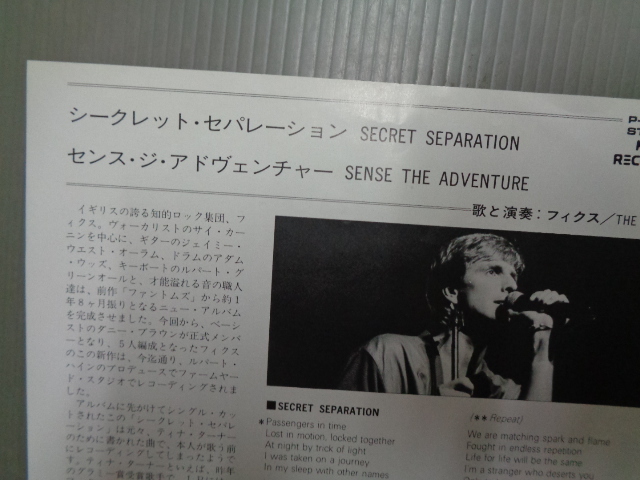 シークレット・セパレーション SECRET SEPARATION
センス・ジ・アドヴェンチャー SENSE THE ADVENTURE
歌と演奏：フィクス／THE
イギリスの誇る知的ロック集団、フ
ィクス。ヴォーカリストのサイ・カー
ニンを中心に、ギターのジェイミー・
ウエスト・オーラム、ドラムのアダム
・ウッズ、キーボートのルパート・グ
リーンオールと、才能溢れる音の職人
達は、前作「ファントムズ」から約1
年8ヶ月振りとなるニュー・アルバム
を完成させました。今回から、ベーシ
ストのダニー・ブラウンが正式メンバ
ーとなり、5人編成となったフィクス
のこの新作は、今迄通り、ルパート・
ハインのプロデュースでファームヤー
ド・スタジオでレコーディングされま
した。
アルバムに先がけてシングル・カッ
トされたこの「シークレット・セパレ
ーション」は元々、ティナ・ターナー
のために書かれた曲で、本人が歌う前
にレコーディングしてしまったようで
す。ティナ・ターナーといえば、昨年
■SECRET SEPARATION
*Passengers in time
Lost in motion, locked together
At night by trick of light
I was taken on a journey
In my sleep with other names
(** Repeat)
We are matching spark and flame
Fought in endless repetition
Life for life will be the same
I'm a stranger who deserts you